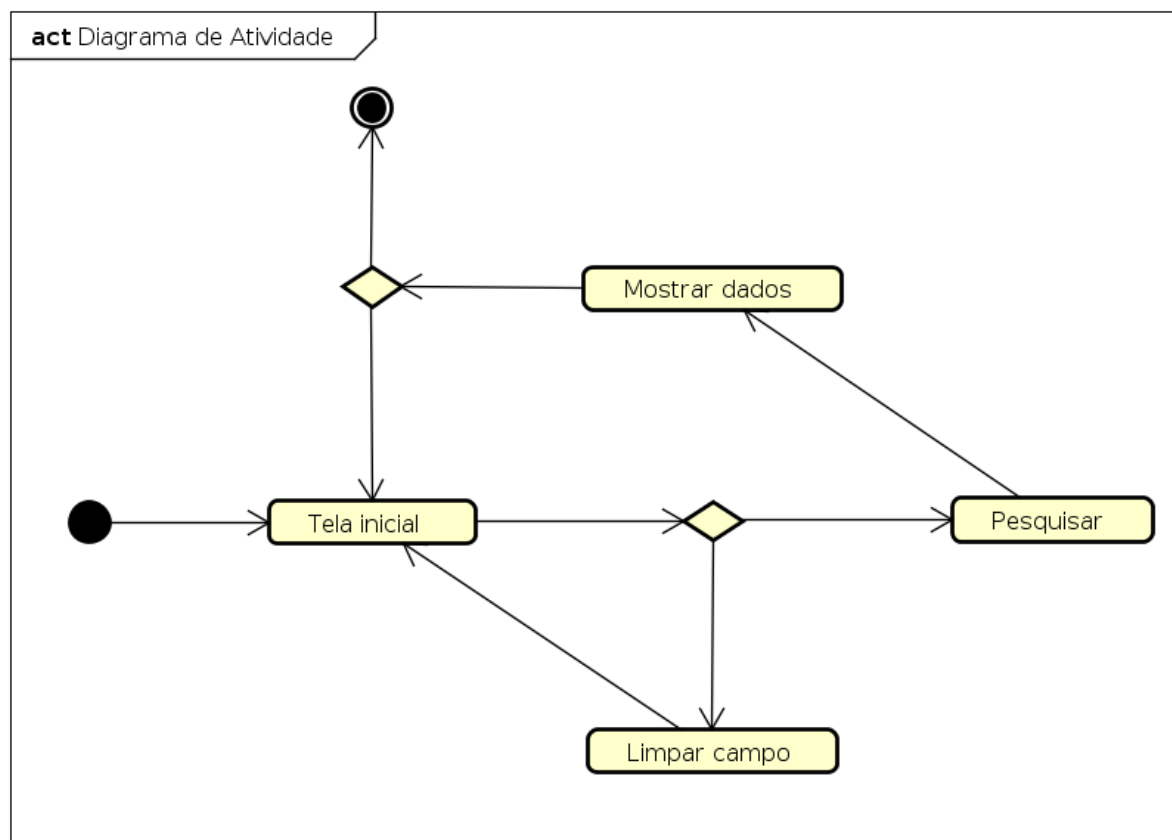 act Diagrama de Atividade
Mostrar dados
Tela inicial
Pesquisar
Limpar campo